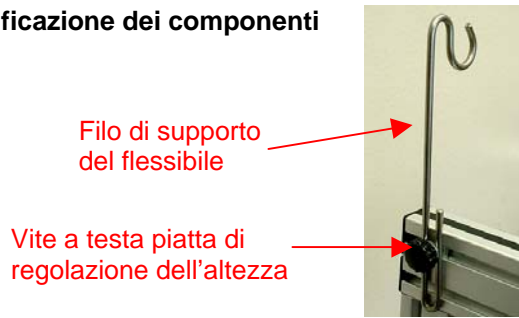 ficazione dei componenti
Filo di supporto
del flessibile
Vite a testa piatta di
regolazione dell'altezza